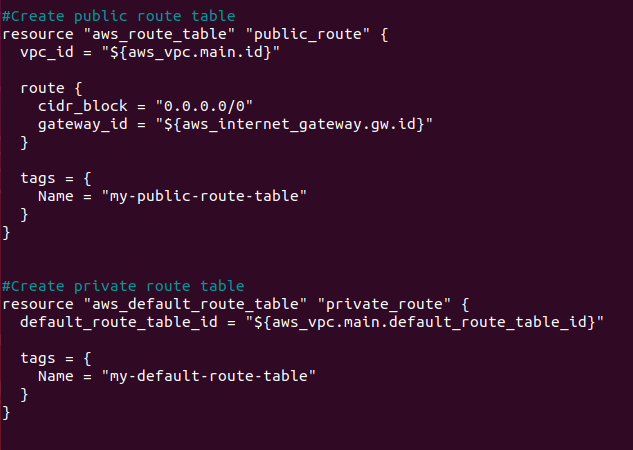 #Create public route table
resource "aws_route_table" "public_route" {
  vpc_id = "${aws_vpc.main.id}"

  route {
    cidr_block = "0.0.0.0/0"
    gateway_id = "${aws_internet_gateway.gw.id}"
  }

  tags = {
    Name = "my-public-route-table"
  }
}

#Create private route table
resource "aws_default_route_table" "private_route" {
  default_route_table_id = "${aws_vpc.main.default_route_table_id}"

  tags = {
    Name = "my-default-route-table"
  }
}